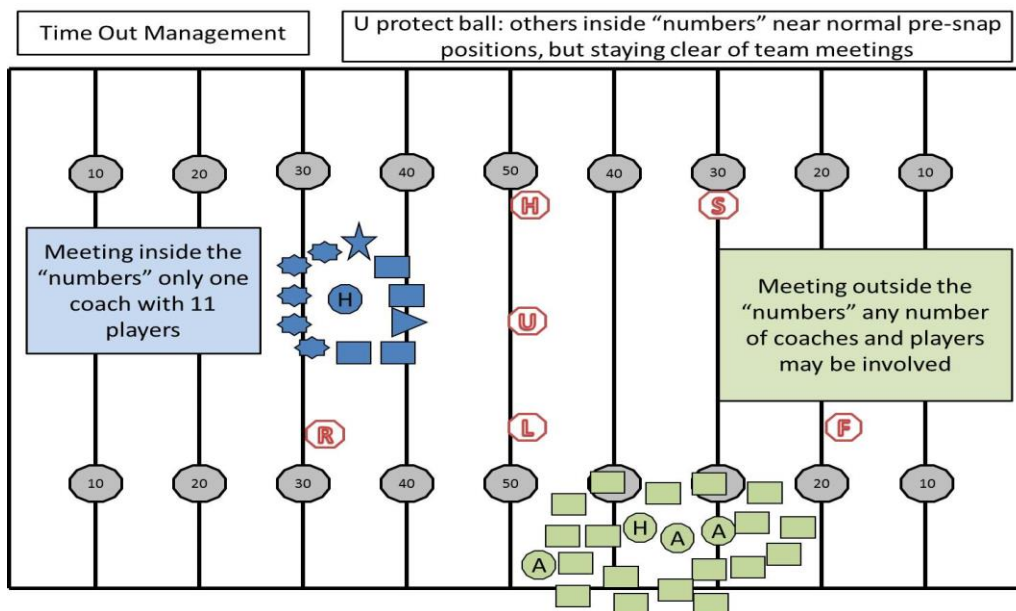 Time Out Management
U protect ball: others inside “numbers” near normal pre-snap
positions, but staying clear of team meetings
10 20 30 40 50 40 30 20 10
H S
Meeting inside the
“numbers” only one
coach with 11
players
H
U
Meeting outside the
“numbers” any number
of coaches and players
may be involved
R L F
10 20 30 40 50 20 10
H A A
A